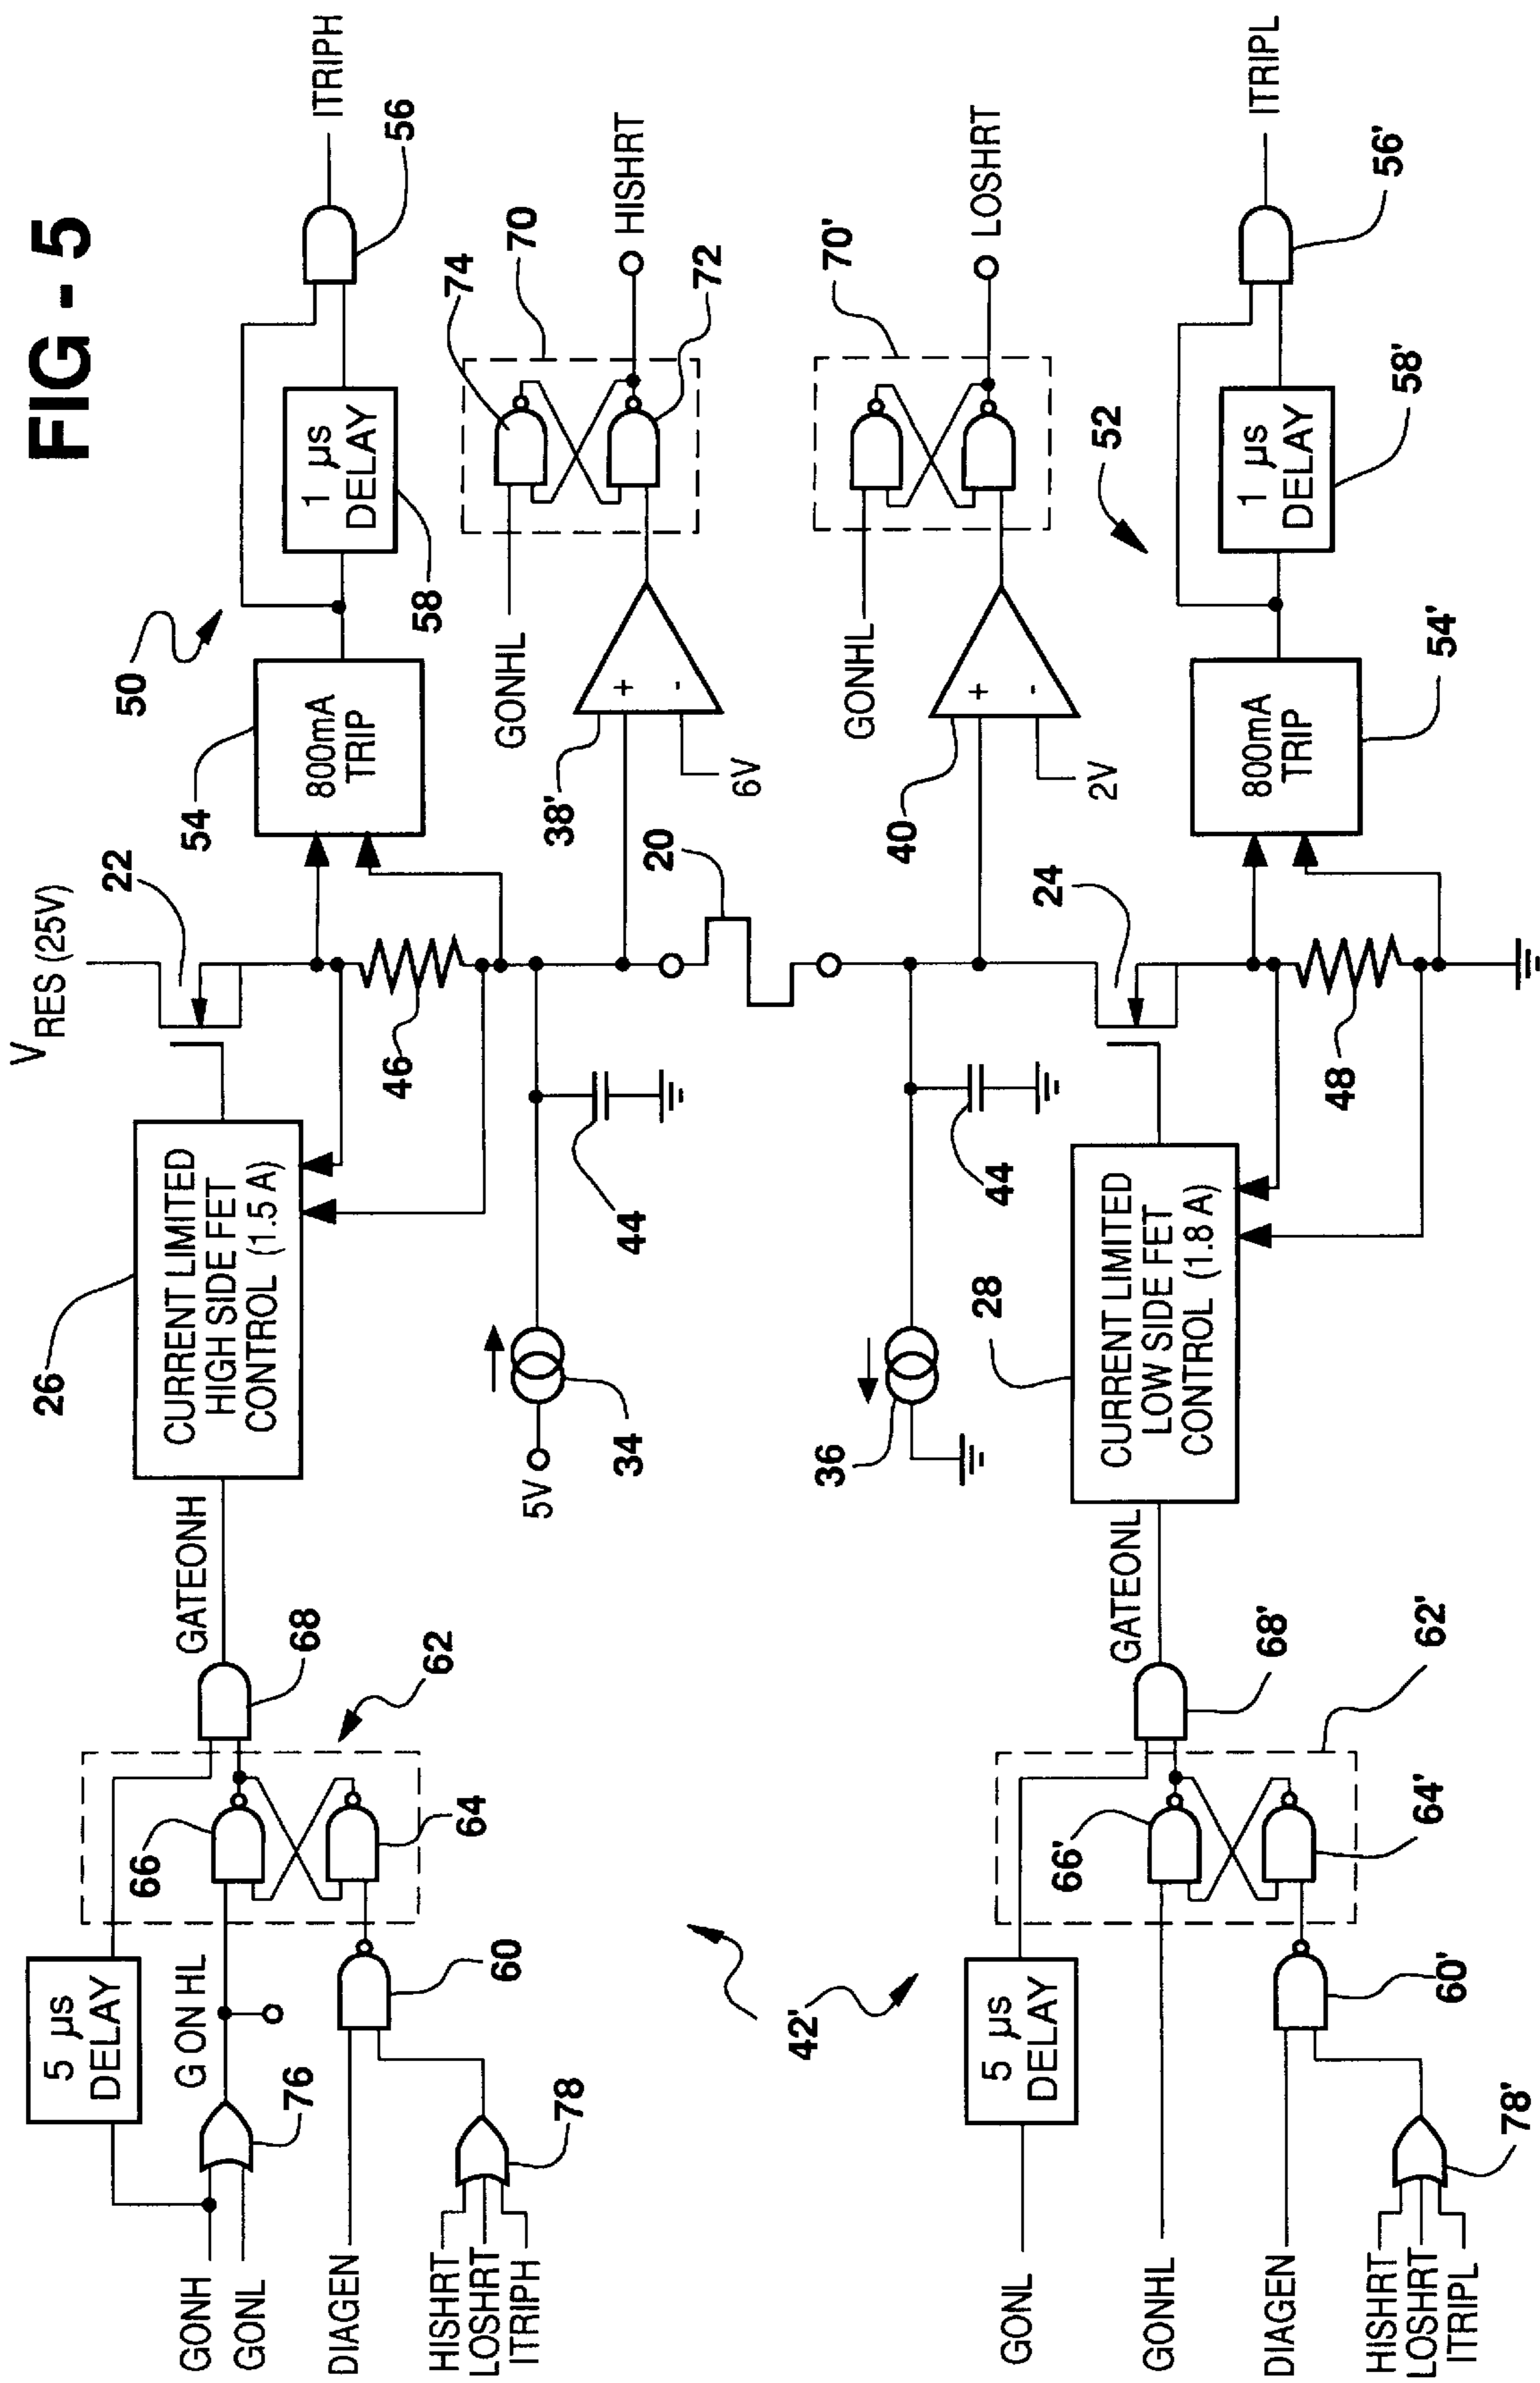 FIG - 5
GONH
GONL
5 µs
DELAY
76
G ON HL
DIAGEN
HISHRT
LOSHRT
ITRIPH
78
60
66
64
62
68
GATEONH
26
CURRENT LIMITED
HIGH SIDE FET
CONTROL (1.5 A)
VRES (25V)
22
46
54
800mA
TRIP
50
58
1 µs
DELAY
56
ITRIPH
5V
34
44
GONHL
38'
6V
74
70
72
HISHRT
20
36
44
GONHL
40
2V
70'
LOSHRT
42'
GONL
5 µs
DELAY
GONHL
DIAGEN
HISHRT
LOSHRT
ITRIPL
78'
60'
66'
64'
62'
68'
GATEONL
28
CURRENT LIMITED
LOW SIDE FET
CONTROL (1.8 A)
24
48
54'
800mA
TRIP
52
58'
1 µs
DELAY
56'
ITRIPL